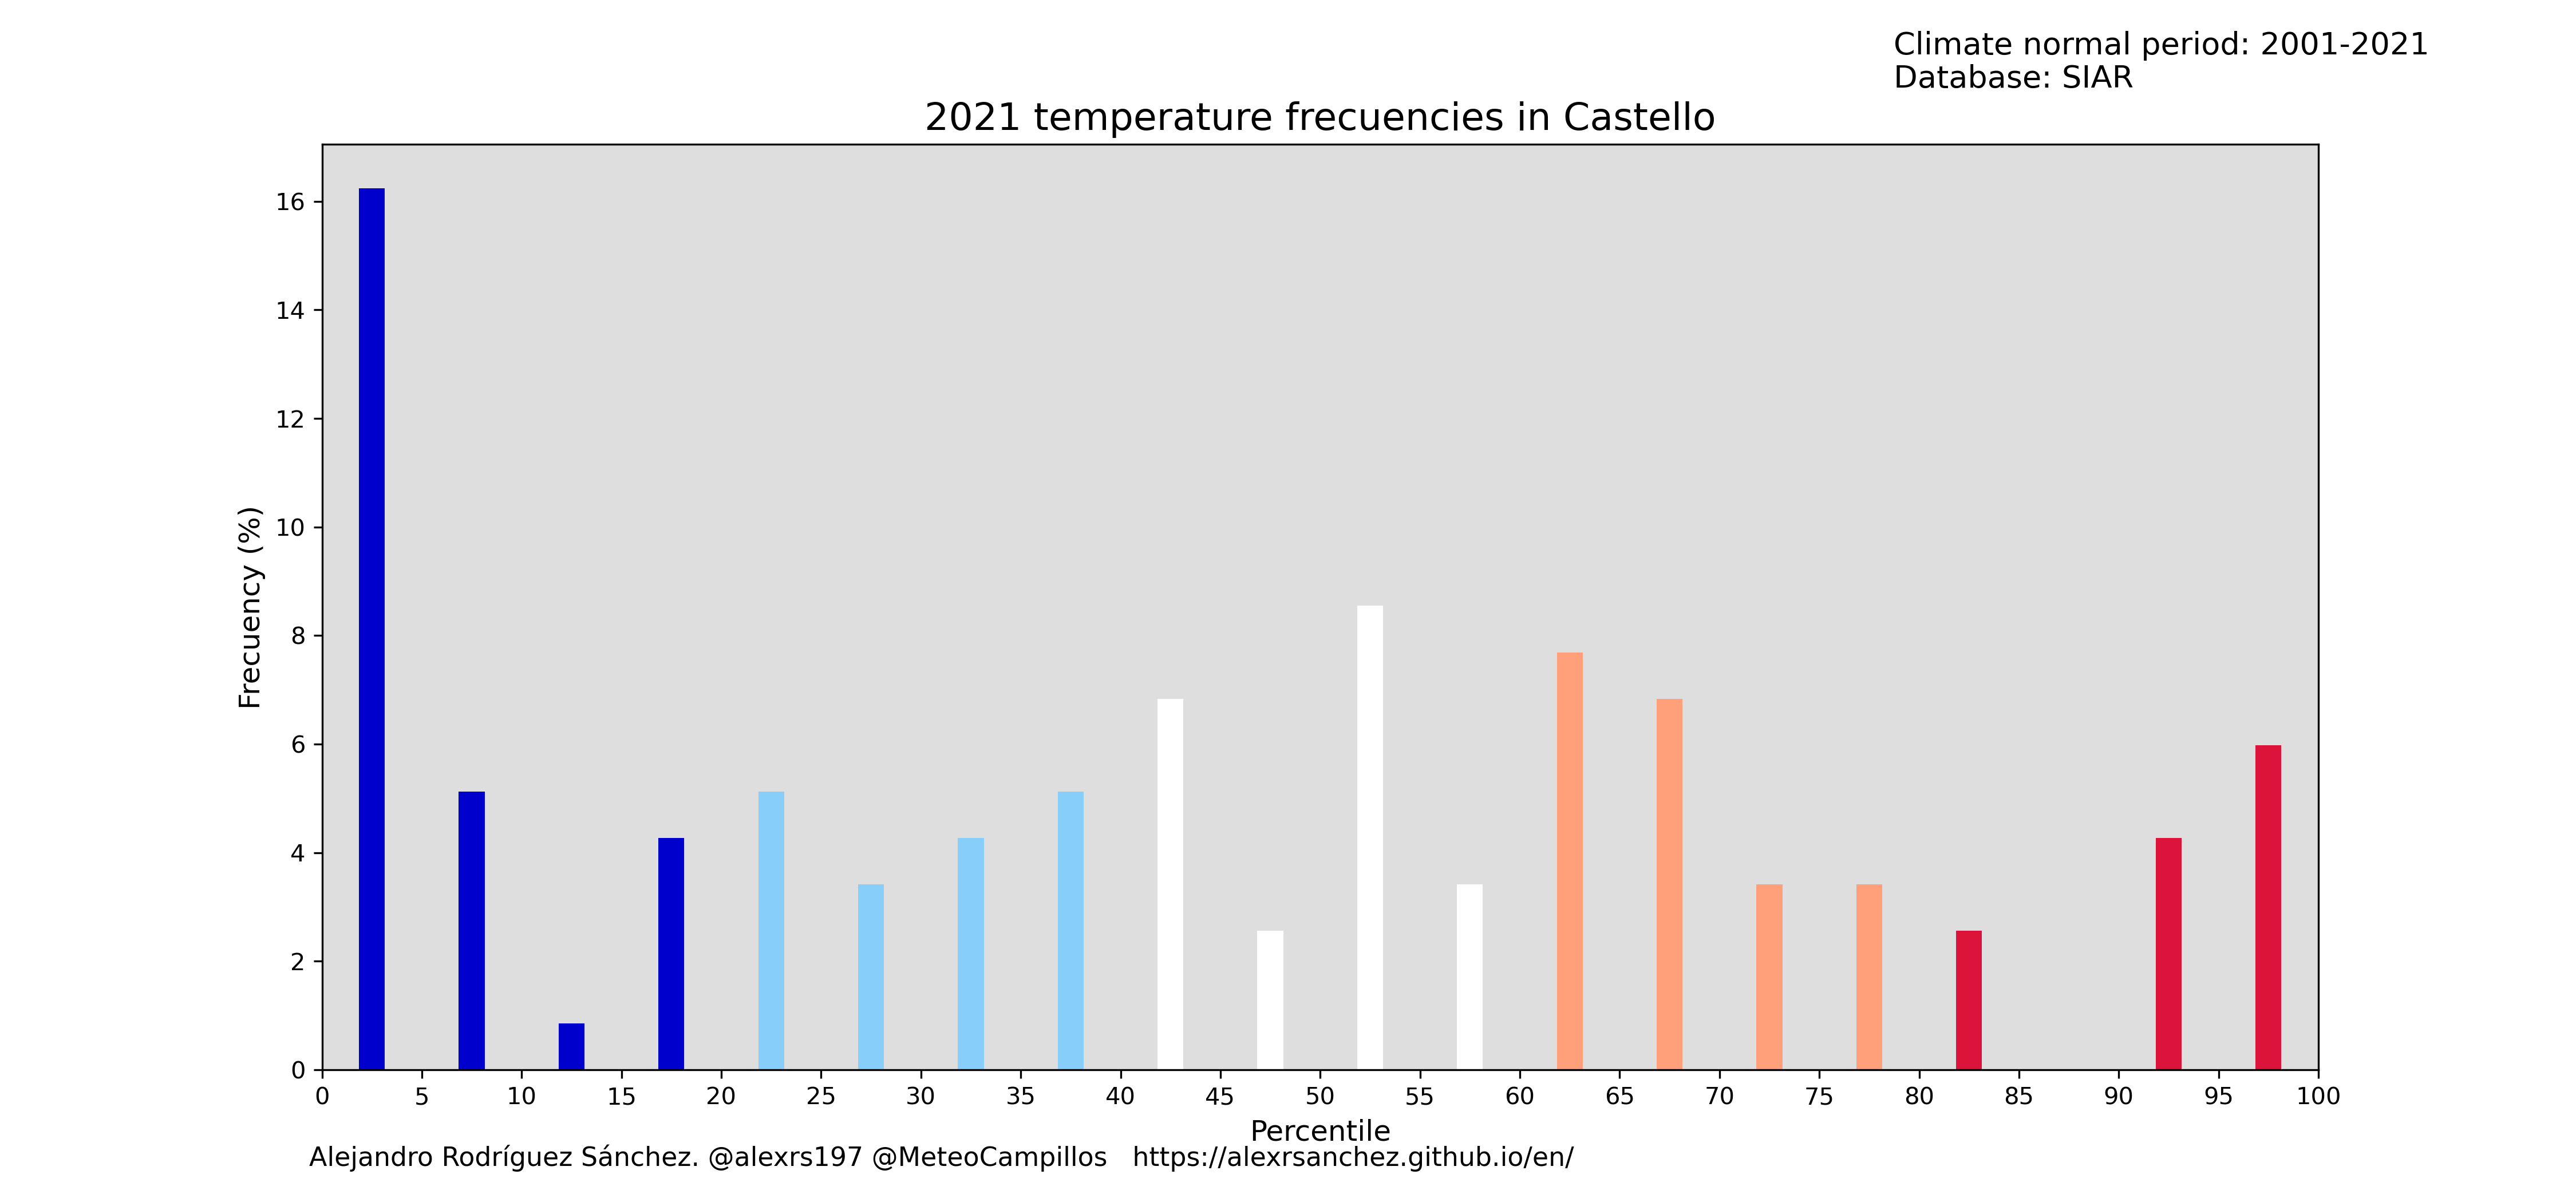 Climate normal period: 2001-2021
Database: SIAR
2021 temperature frecuencies in Castello
Frecuency (%)
16
14
12
10
8
6
4
2
0
0 5 10 15 20 25 30 35 40 45 50 55 60 65 70 75 80 85 90 95 100
Percentile
Alejandro Rodríguez Sánchez. @alexrs197 @MeteoCampillos https://alexrsanchez.github.io/en/